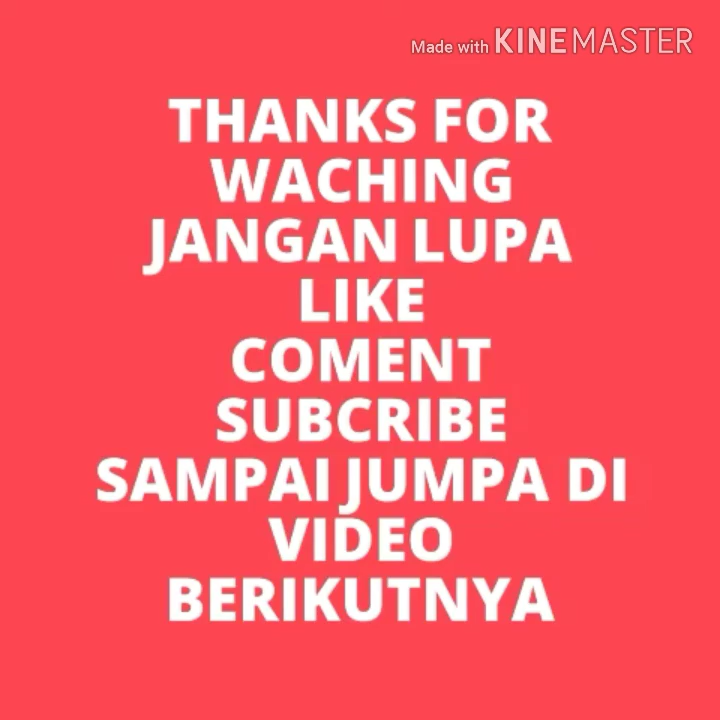 Made with KINEMASTER
THANKS FOR
WACHING
JANGAN LUPA
LIKE
COMENT
SUBCRIBE
SAMPAI JUMPA DI
VIDEO
BERIKUTNYA